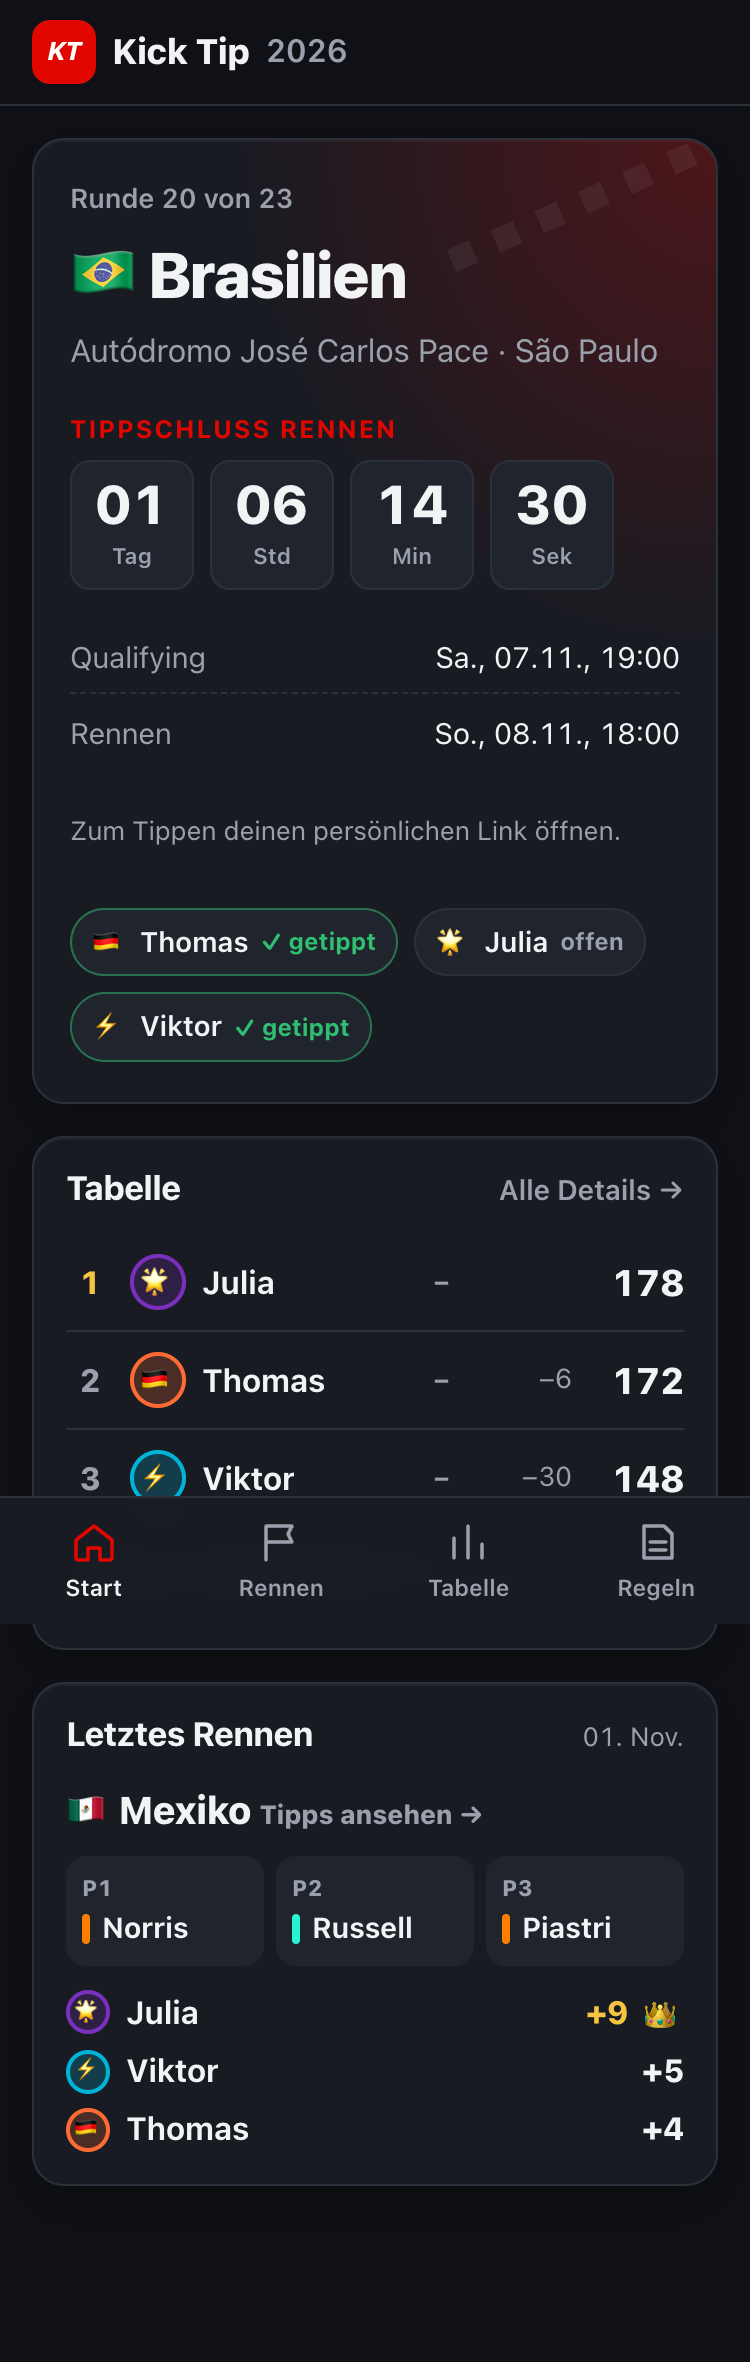 KT Kick Tip 2026
Runde 20 von 23
Brasilien
Autódromo José Carlos Pace · São Paulo
TIPPSCHLUSS RENNEN
01 06 14 30
Tag Std Min Sek
Qualifying Sa., 07.11., 19:00
Rennen So., 08.11., 18:00
Zum Tippen deinen persönlichen Link öffnen.
Thomas ✓ getippt Julia offen
Viktor ✓ getippt
Tabelle Alle Details →
1 Julia – 178
2 Thomas – −6 172
3 Viktor – −30 148
Start Rennen Tabelle Regeln
Letztes Rennen 01. Nov.
Mexiko Tipps ansehen →
P1 P2 P3
Norris Russell Piastri
Julia +9
Viktor +5
Thomas +4